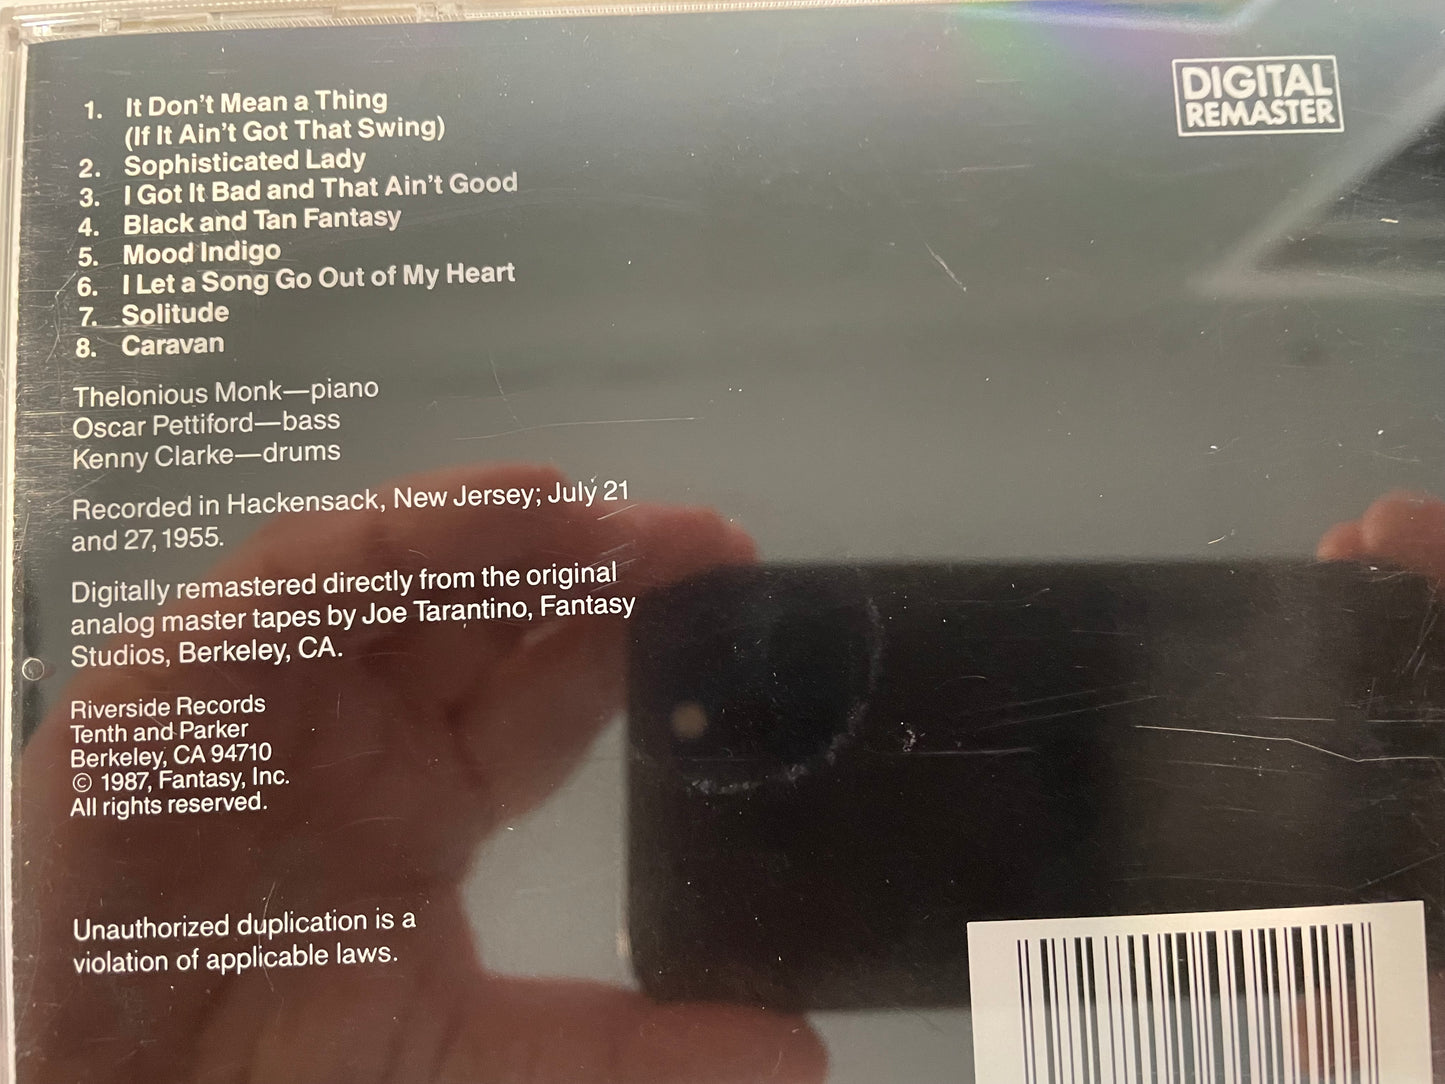 DIGITAL
REMASTER
1. It Don't Mean a Thing
(If It Ain't Got That Swing)
2. Sophisticated Lady
3. I Got It Bad and That Ain't Good
4. Black and Tan Fantasy
5. Mood Indigo
6. I Let a Song Go Out of My Heart
7. Solitude
8. Caravan
Thelonious Monk—piano
Oscar Pettiford—bass
Kenny Clarke—drums
Recorded in Hackensack, New Jersey; July 21
and 27, 1955.
Digitally remastered directly from the original
analog master tapes by Joe Tarantino, Fantasy
Studios, Berkeley, CA.
Riverside Records
Tenth and Parker
Berkeley, CA 94710
© 1987, Fantasy, Inc.
All rights reserved.
Unauthorized duplication is a
violation of applicable laws.